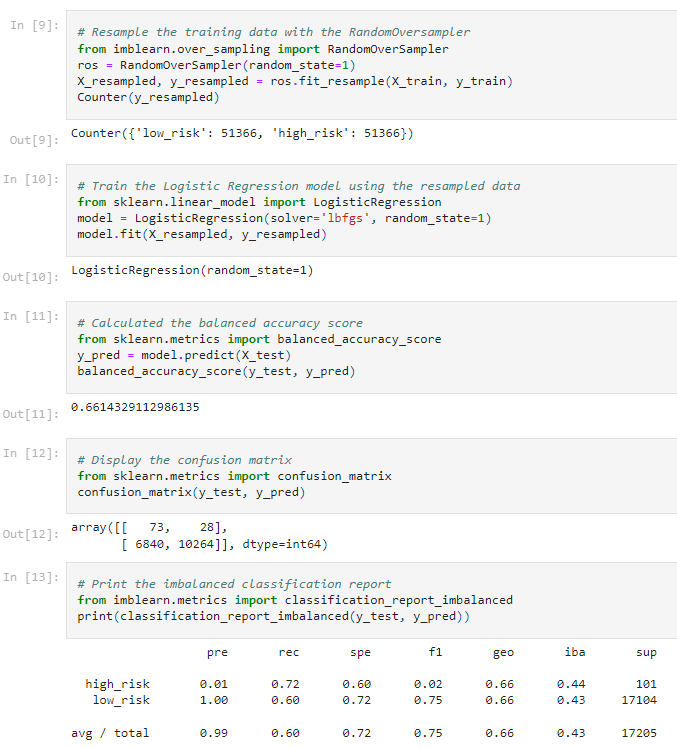 In [9]:
# Resample the training data with the RandomOversampler
from imblearn.over_sampling import RandomOverSampler
ros = RandomOverSampler(random_state=1)
X_resampled, y_resampled = ros.fit_resample(X_train, y_train)
Counter(y_resampled)
Out[9]: Counter({'low_risk': 51366, 'high_risk': 51366})
In [10]:
# Train the Logistic Regression model using the resampled data
from sklearn.linear_model import LogisticRegression
model = LogisticRegression(solver='lbfgs', random_state=1)
model.fit(X_resampled, y_resampled)
Out[10]: LogisticRegression(random_state=1)
In [11]:
# Calculated the balanced accuracy score
from sklearn.metrics import balanced_accuracy_score
y_pred = model.predict(X_test)
balanced_accuracy_score(y_test, y_pred)
Out[11]: 0.6614329112986135
In [12]:
# Display the confusion matrix
from sklearn.metrics import confusion_matrix
confusion_matrix(y_test, y_pred)
Out[12]: array([[   73,    28],
       [ 6840, 10264]], dtype=int64)
In [13]:
# Print the imbalanced classification report
from imblearn.metrics import classification_report_imbalanced
print(classification_report_imbalanced(y_test, y_pred))
pre rec spe f1 geo iba sup
high_risk 0.01 0.72 0.60 0.02 0.66 0.44 101
low_risk 1.00 0.60 0.72 0.75 0.66 0.43 17104
avg / total 0.99 0.60 0.72 0.75 0.66 0.43 17205